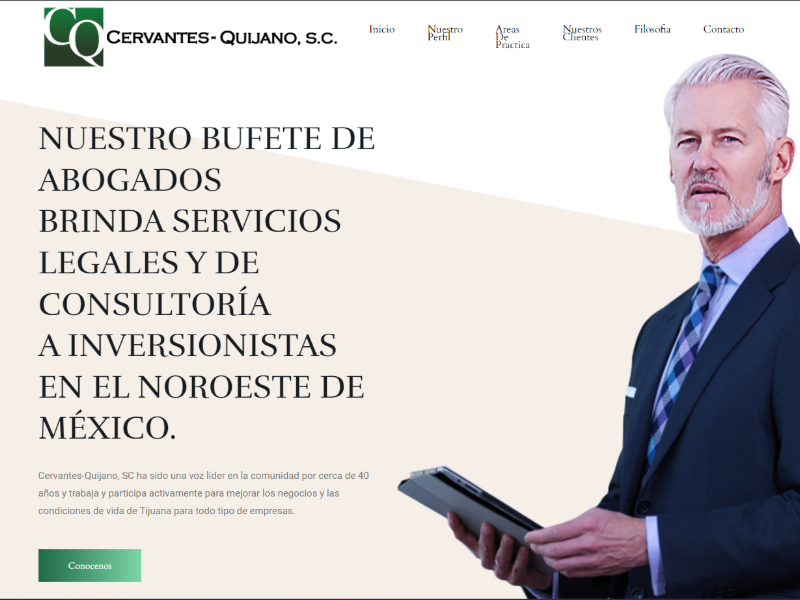 CQ CERVANTES-QUIJANO, S.C.
Inicio
Nuestro
Perfil
Areas
De
Practica
Nuestros
Clientes
Filosofia
Contacto
NUESTRO BUFETE DE
ABOGADOS
BRINDA SERVICIOS
LEGALES Y DE
CONSULTORÍA
A INVERSIONISTAS
EN EL NOROESTE DE
MÉXICO.
Cervantes-Quijano, SC ha sido una voz líder en la comunidad por cerca de 40
años y trabaja y participa activamente para mejorar los negocios y las
condiciones de vida de Tijuana para todo tipo de empresas.
Conocenos